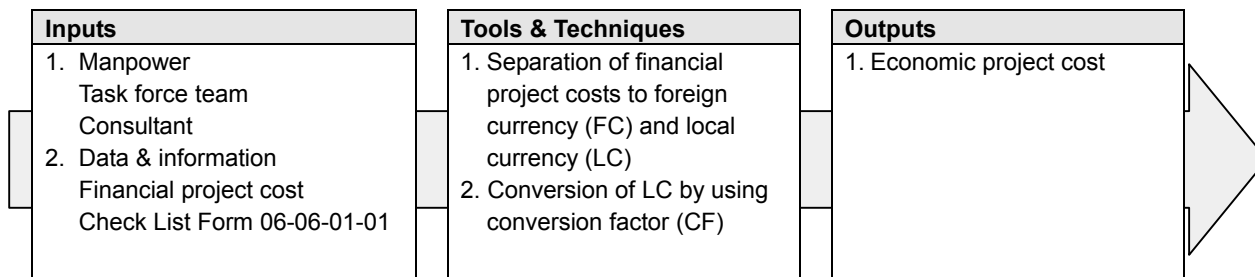 Inputs
1. Manpower
Task force team
Consultant
2. Data & information
Financial project cost
Check List Form 06-06-01-01
Tools & Techniques
1. Separation of financial
project costs to foreign
currency (FC) and local
currency (LC)
2. Conversion of LC by using
conversion factor (CF)
Outputs
1. Economic project cost